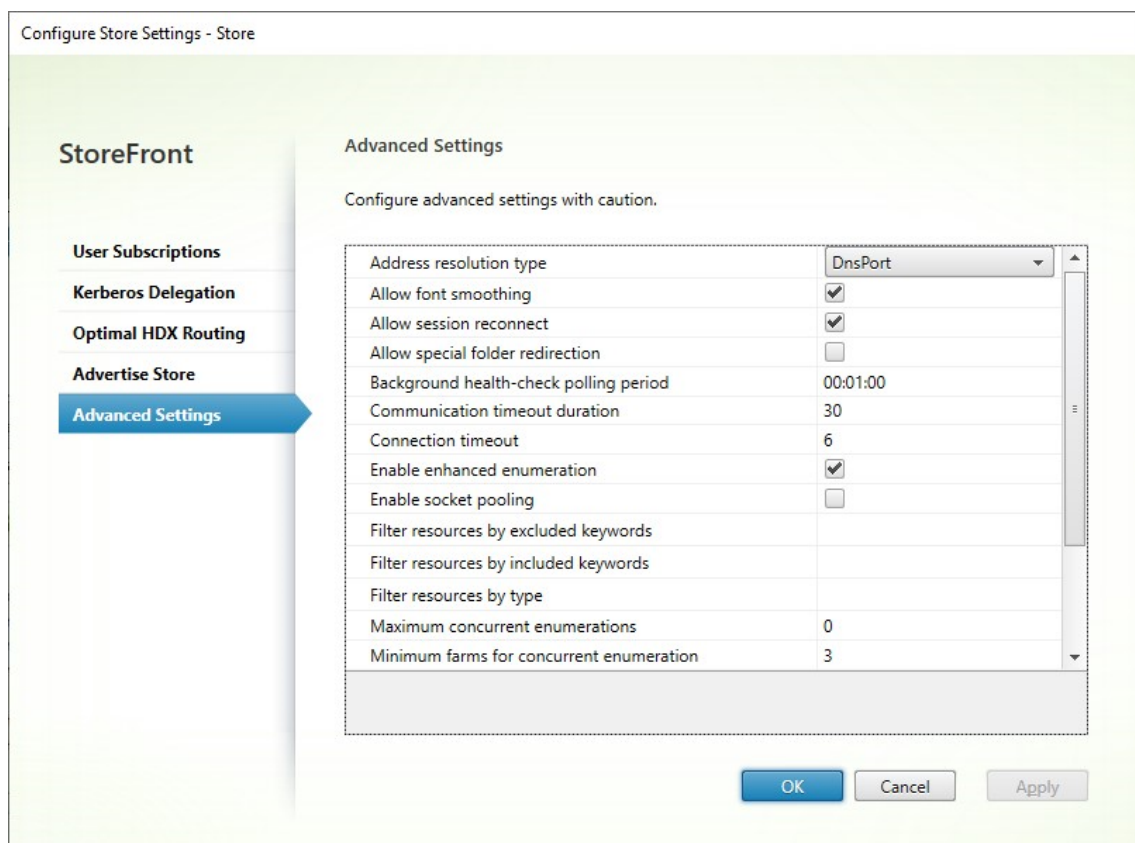 Configure Store Settings - Store
StoreFront
User Subscriptions
Kerberos Delegation
Optimal HDX Routing
Advertise Store
Advanced Settings
Advanced Settings
Configure advanced settings with caution.
Address resolution type DnsPort
Allow font smoothing
Allow session reconnect
Allow special folder redirection
Background health-check polling period 00:01:00
Communication timeout duration 30
Connection timeout 6
Enable enhanced enumeration
Enable socket pooling
Filter resources by excluded keywords
Filter resources by included keywords
Filter resources by type
Maximum concurrent enumerations 0
Minimum farms for concurrent enumeration 3
OK Cancel Apply